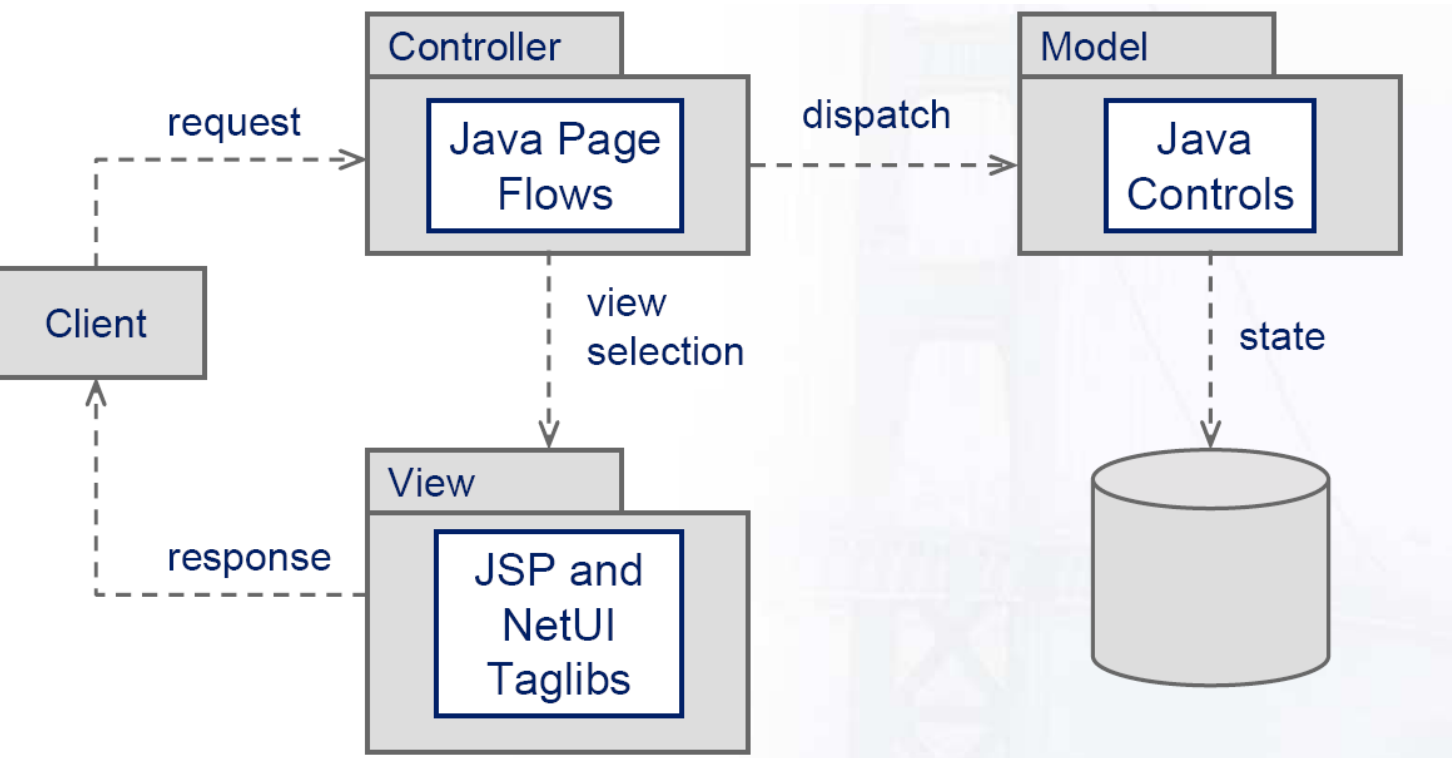 Controller
Model
request
Java Page
Flows
dispatch
Java
Controls
Client
view
selection
state
View
response
JSP and
NetUI
Taglibs